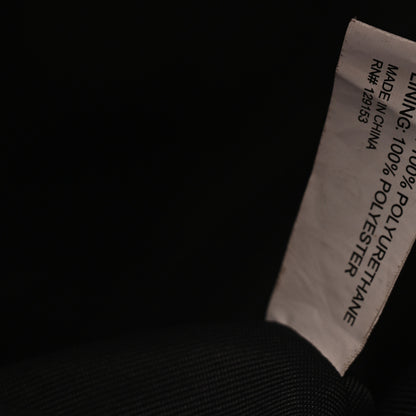 100% POLYURETHANE
LINING: 100% POLYESTER
MADE IN CHINA
RN# 129153